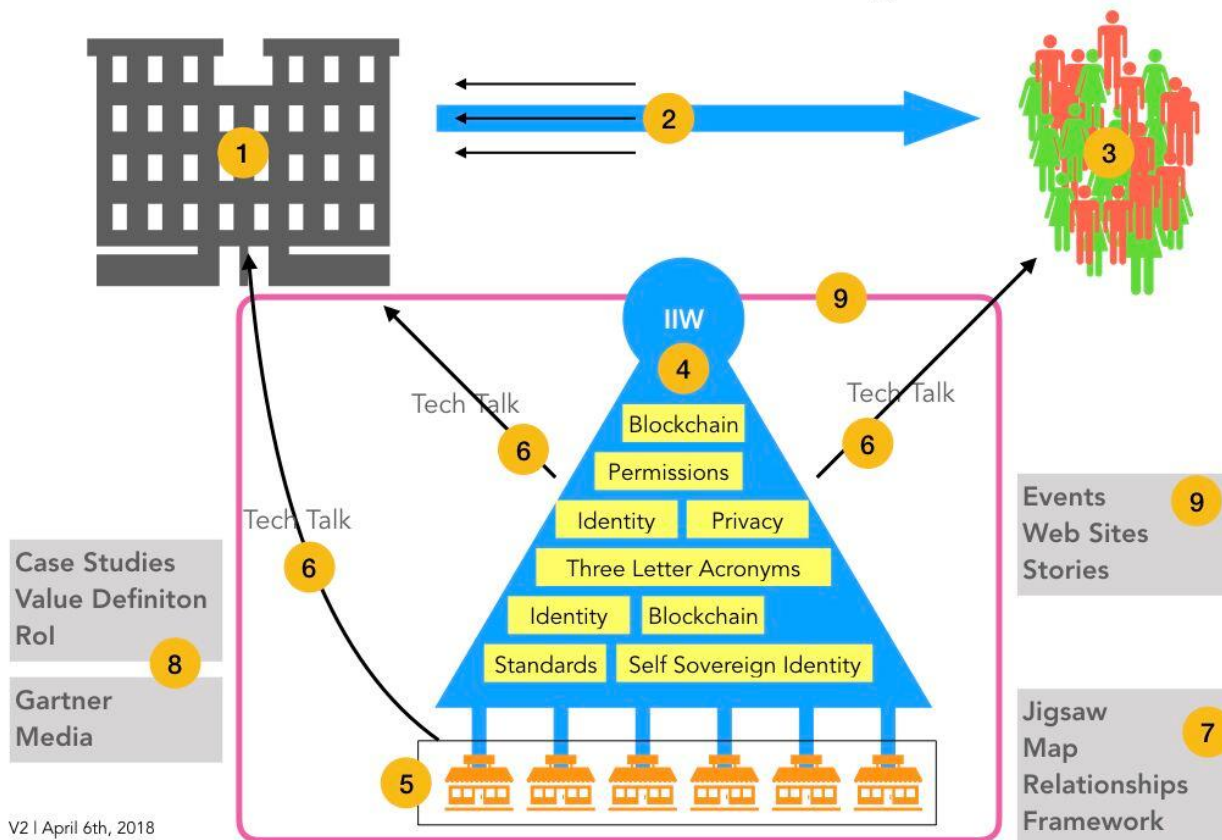 1
2
3
IIW
9
4
Tech Talk
Tech Talk
6
6
Blockchain
Permissions
Identity
Privacy
Three Letter Acronyms
Identity
Blockchain
Standards
Self Sovereign Identity
Tech Talk
6
Case Studies
Value Definiton
RoI
8
Gartner
Media
Events
Web Sites
Stories
9
Jigsaw
Map
Relationships
Framework
7
5
V2 | April 6th, 2018